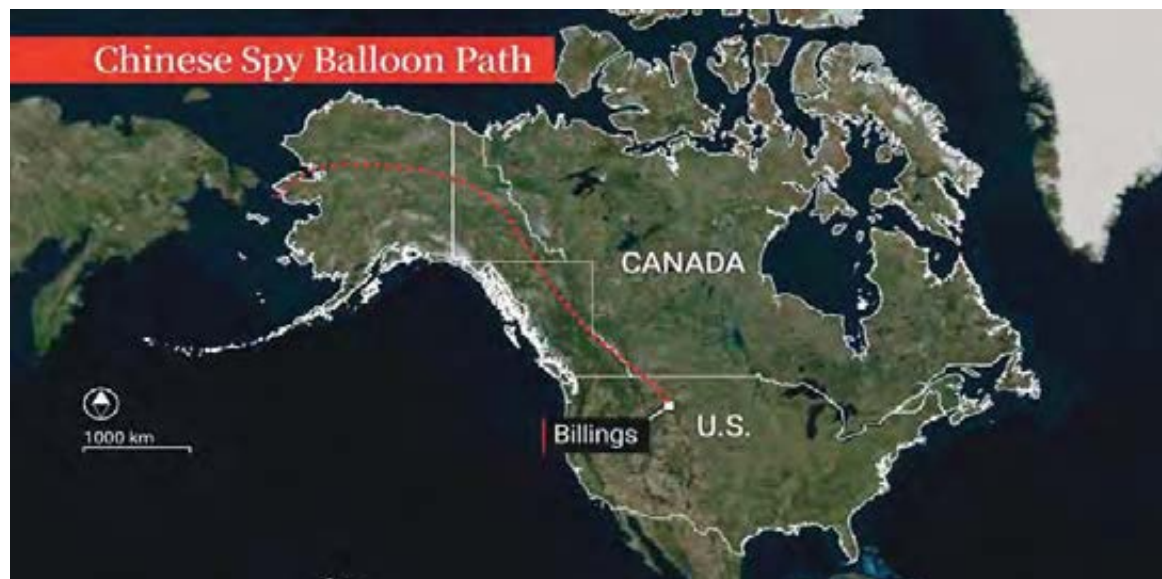 Chinese Spy Balloon Path
CANADA
1000 km
Billings
U.S.